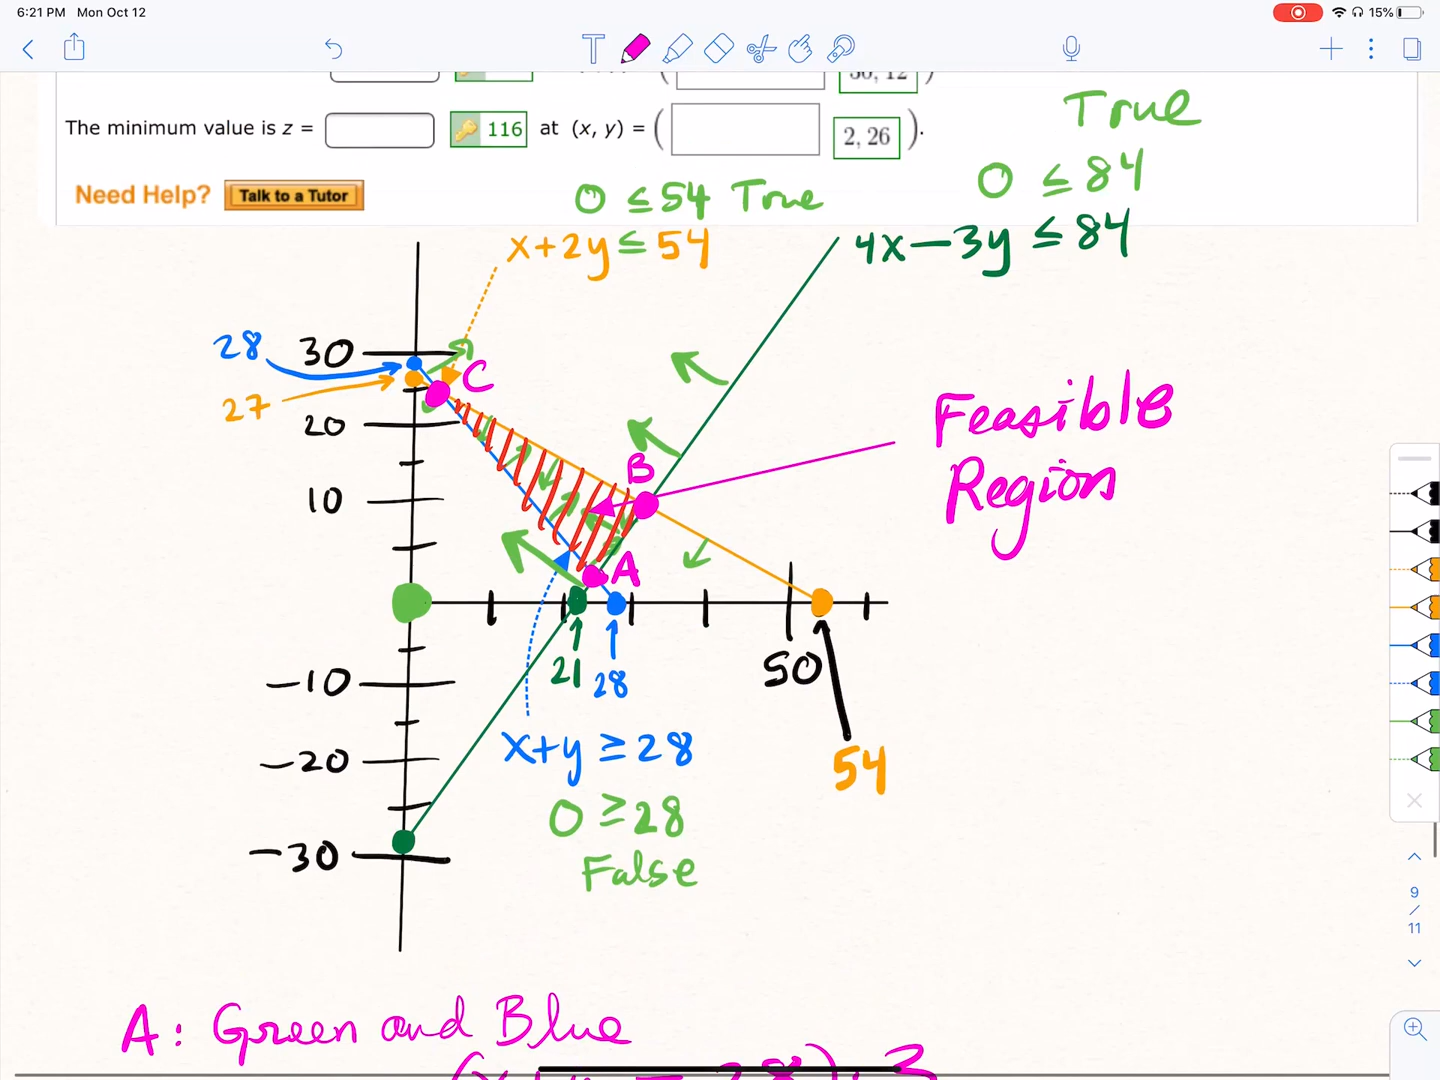 6:21 PM Mon Oct 12
15%
30, 12 )
The minimum value is z = 116 at (x, y) = ( 2, 26 ).
Need Help? Talk to a Tutor
True
0 ≤ 84
0 ≤ 54 True
x+2y ≤ 54
4x-3y ≤ 84
28
30
27
C
20
B
10
Feasible
Region
A
21
28
50
-10
x+y ≥ 28
-20
54
0 ≥ 28
-30
False
9
/
11
A: Green and Blue